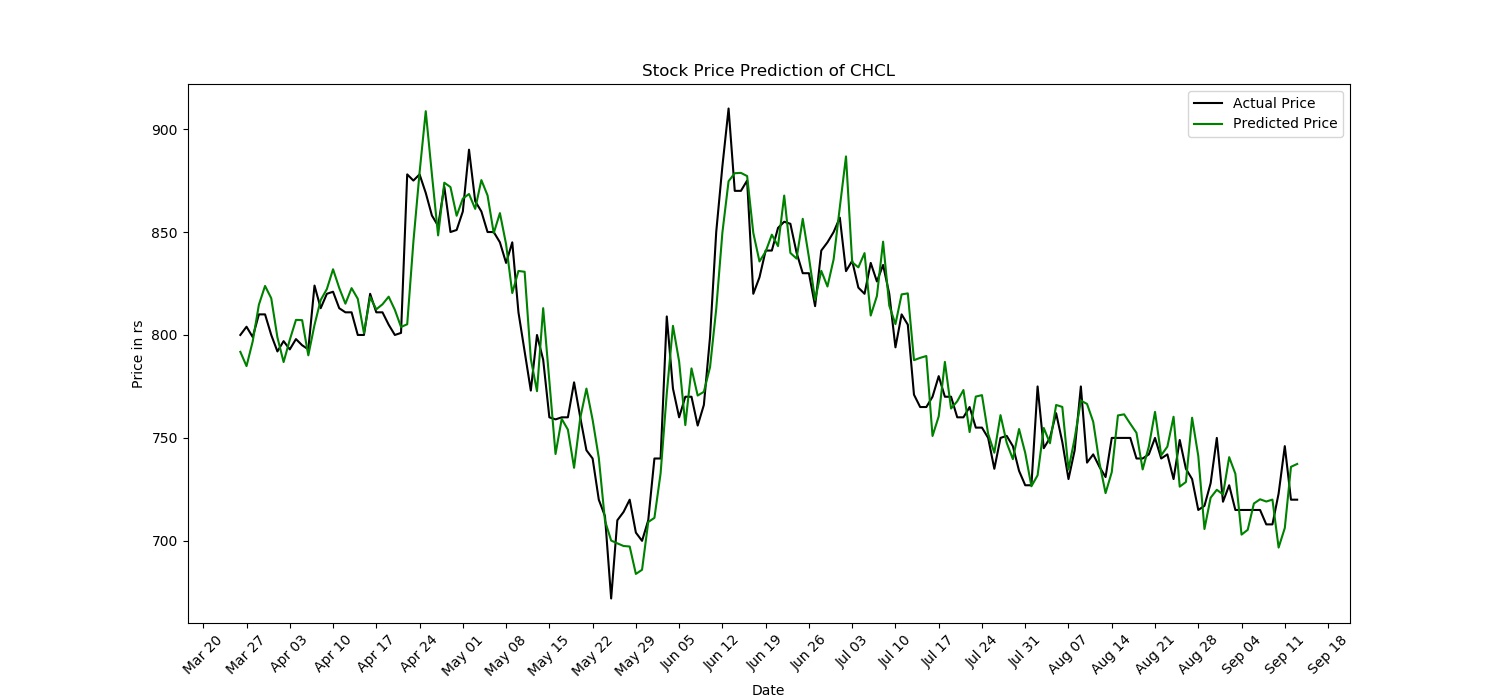 Stock Price Prediction of CHCL
Actual Price
Predicted Price
Price in rs
900
850
800
750
700
Mar 20
Mar 27
Apr 03
Apr 10
Apr 17
Apr 24
May 01
May 08
May 15
May 22
May 29
Jun 05
Jun 12
Jun 19
Jun 26
Jul 03
Jul 10
Jul 17
Jul 24
Jul 31
Aug 07
Aug 14
Aug 21
Aug 28
Sep 04
Sep 11
Sep 18
Date